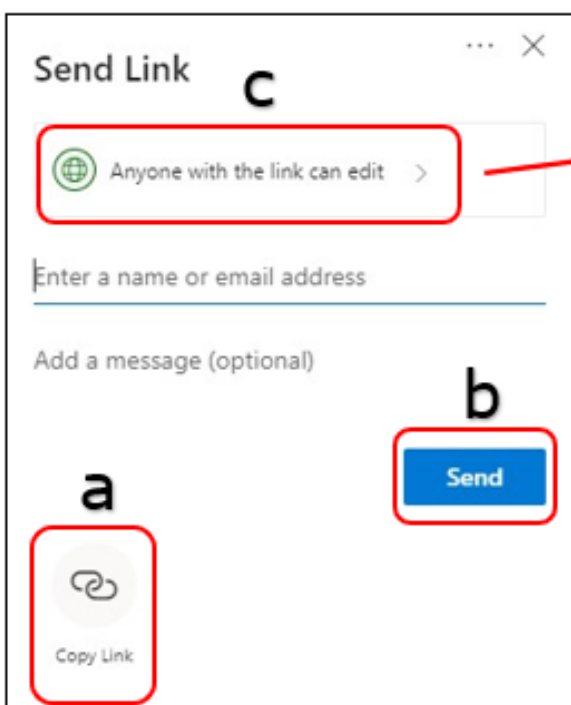 Send Link
c
Anyone with the link can edit
Enter a name or email address
Add a message (optional)
b
Send
a
Copy Link